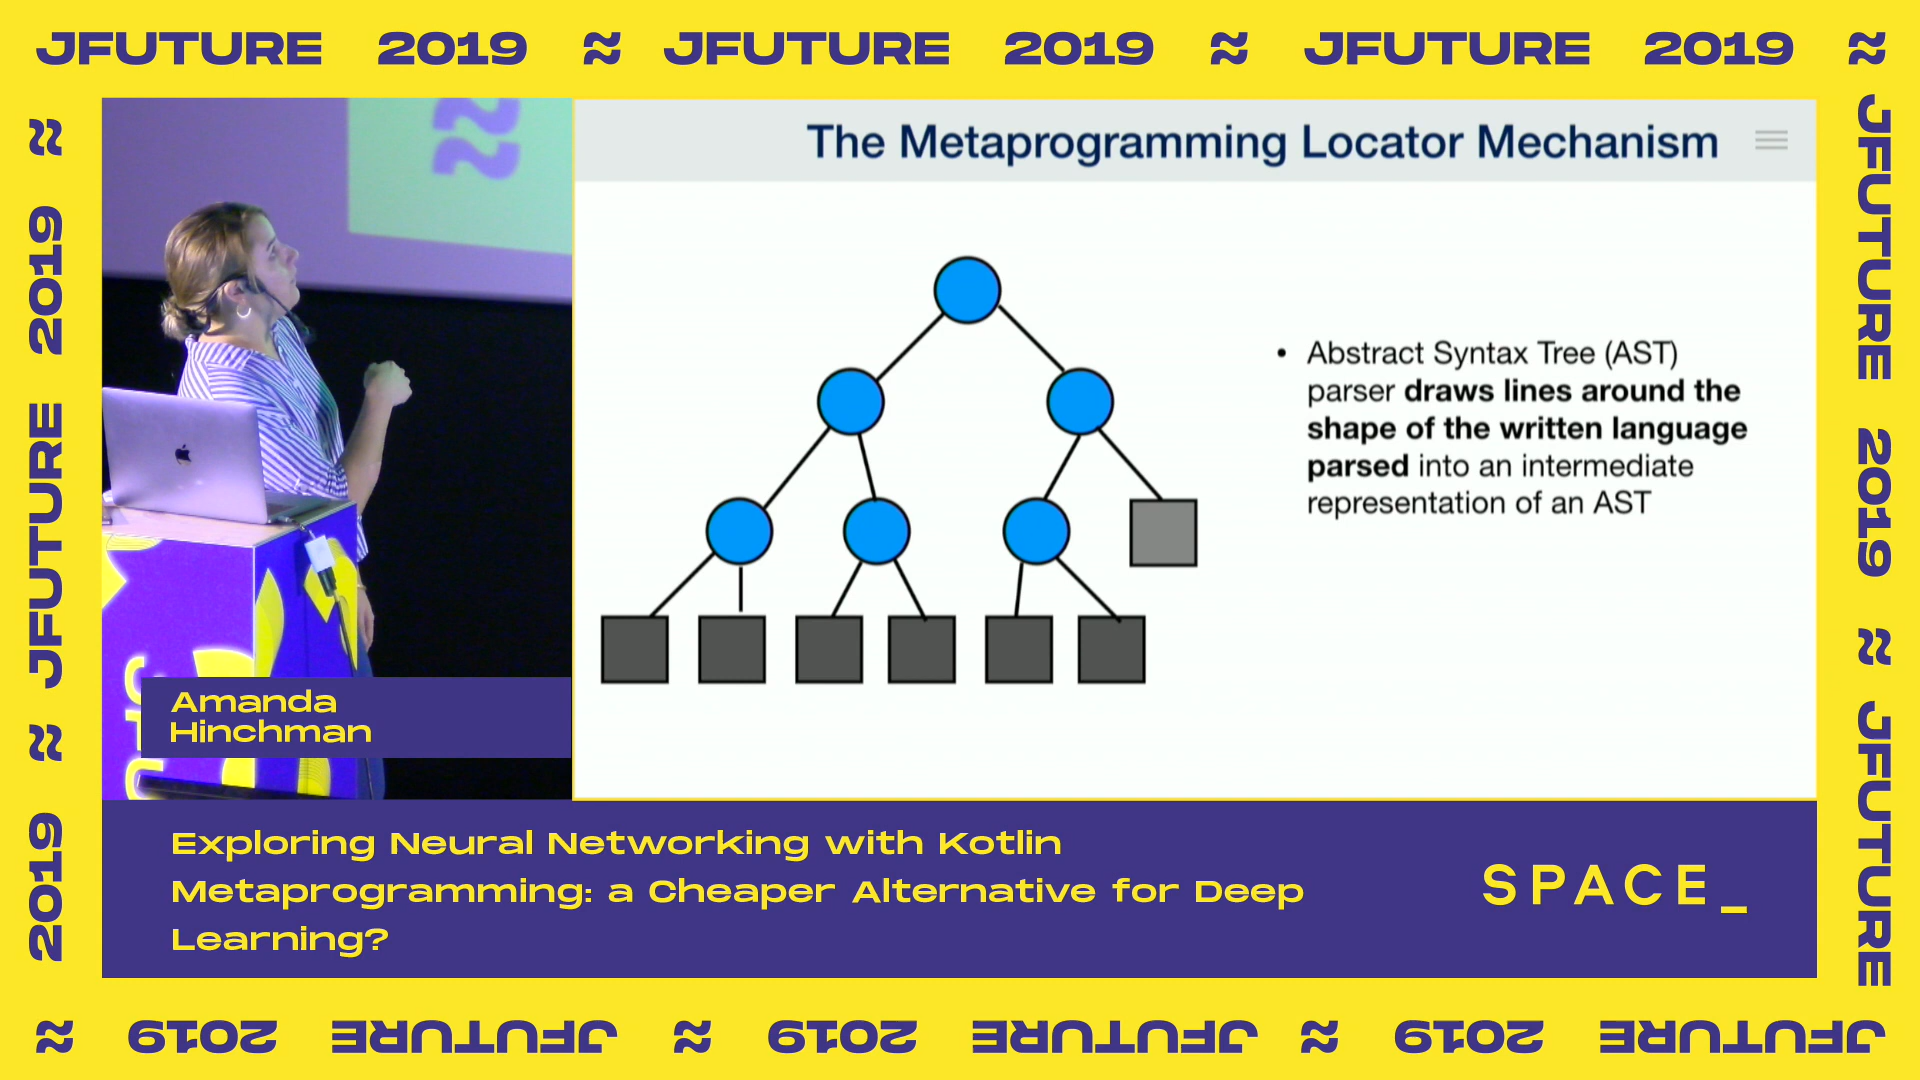 JFUTURE 2019 ≈ JFUTURE 2019 ≈ JFUTURE 2019 ≈
JFUTURE 2019 ≈ JFUTURE
JFUTURE 2019 ≈ JFUTURE 2019 ≈ JFUTURE 2019 ≈
2019 ≈ JFUTURE 2019 ≈
The Metaprogramming Locator Mechanism
• Abstract Syntax Tree (AST)
parser draws lines around the
shape of the written language
parsed into an intermediate
representation of an AST
Amanda
Hinchman
Exploring Neural Networking with Kotlin
Metaprogramming: a Cheaper Alternative for Deep
Learning?
SPACE_